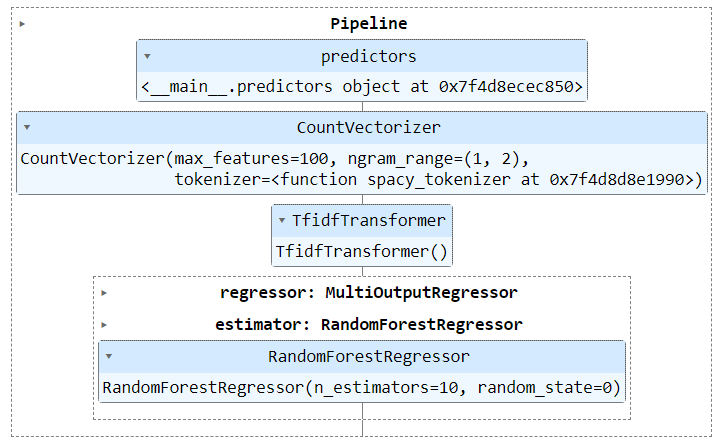 Pipeline
predictors
<__main__.predictors object at 0x7f4d8ecec850>
CountVectorizer
CountVectorizer(max_features=100, ngram_range=(1, 2),
tokenizer=<function spacy_tokenizer at 0x7f4d8d8e1990>)
TfidfTransformer
TfidfTransformer()
regressor: MultiOutputRegressor
estimator: RandomForestRegressor
RandomForestRegressor
RandomForestRegressor(n_estimators=10, random_state=0)